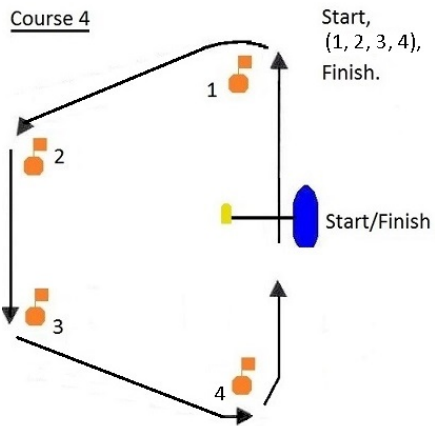 Course 4
Start,
(1, 2, 3, 4),
Finish.
1
2
Start/Finish
3
4